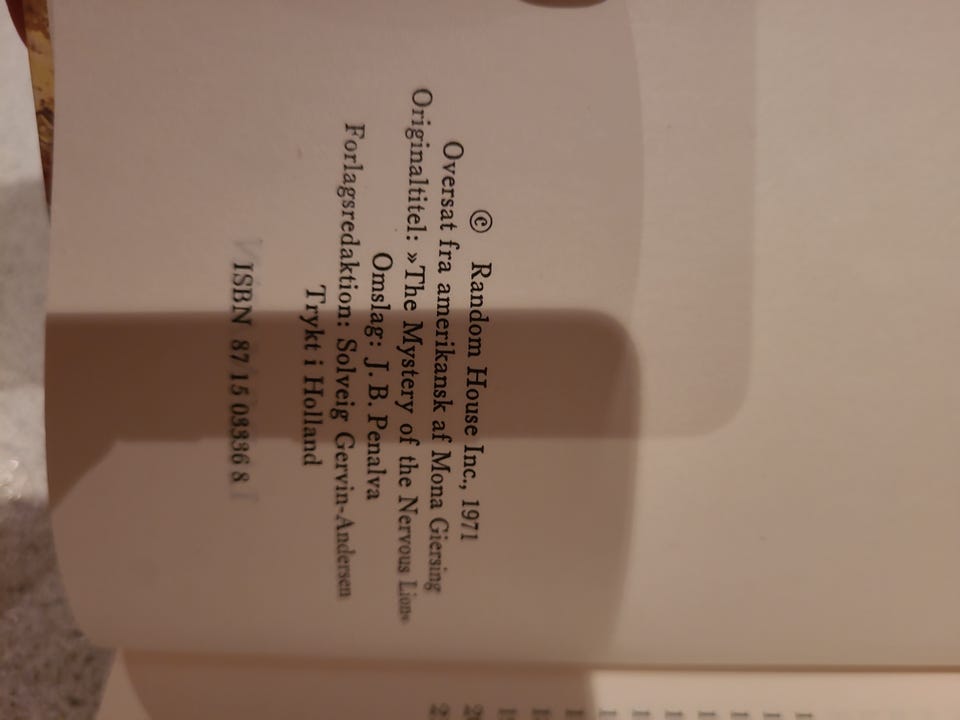 © Random House Inc., 1971
Oversat fra amerikansk af Mona Giersing
Originaltitel: »The Mystery of the Nervous Lion«
Omslag: J. B. Penalva
Forlagsredaktion: Solveig Gervin-Andersen
Trykt i Holland
ISBN 87 15 08336 8